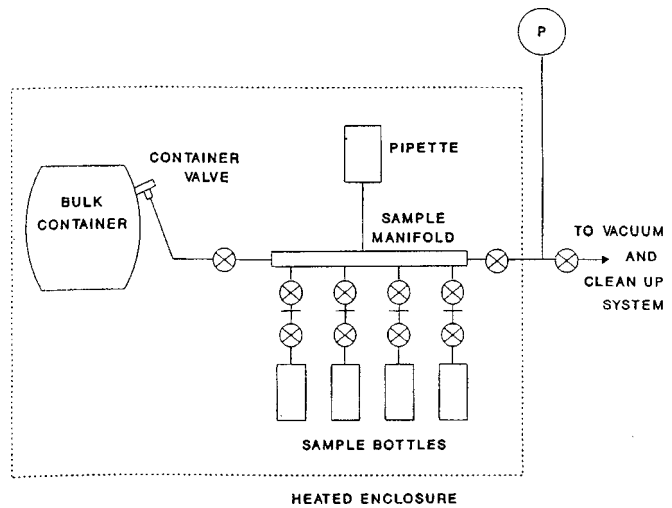 P
CONTAINER
VALVE
PIPETTE
BULK
CONTAINER
SAMPLE
MANIFOLD
TO VACUUM
AND
CLEAN UP
SYSTEM
SAMPLE BOTTLES
HEATED ENCLOSURE